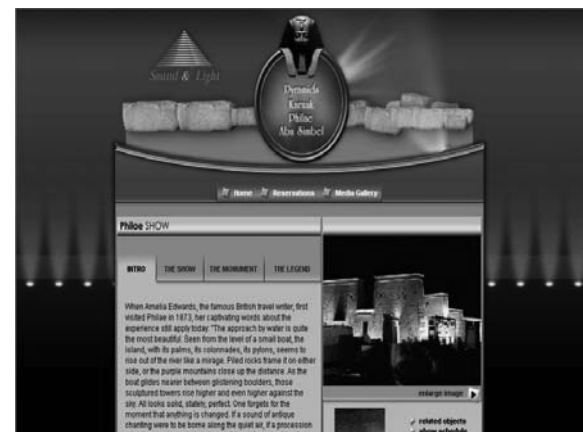 Sound & Light
Pyramids
Karnak
Philae
Abu Simbel
Home
Reservations
Media Gallery
Philae SHOW
INTRO
THE SHOW
THE MONUMENT
THE LEGEND
When Amelia Edwards, the famous British travel writer, first
visited Philae in 1873, her captivating words about the
experience still apply today: "The approach by water is quite
the most beautiful. Seen from the level of a small boat, the
island, with its palms, its colonnades, its pylons, seems to
rise out of the river like a mirage. Piled rocks frame it on either
side, or the purple mountains close up the distance. As the
boat glides nearer between glistening boulders, those
sculptured towers rise higher and even higher against the
sky. All looks solid, stately, perfect. One forgets for the
moment that anything is changed. If a sound of antique
chanting were to be borne along the quiet air, if a procession
enlarge image
related objects
show schedule